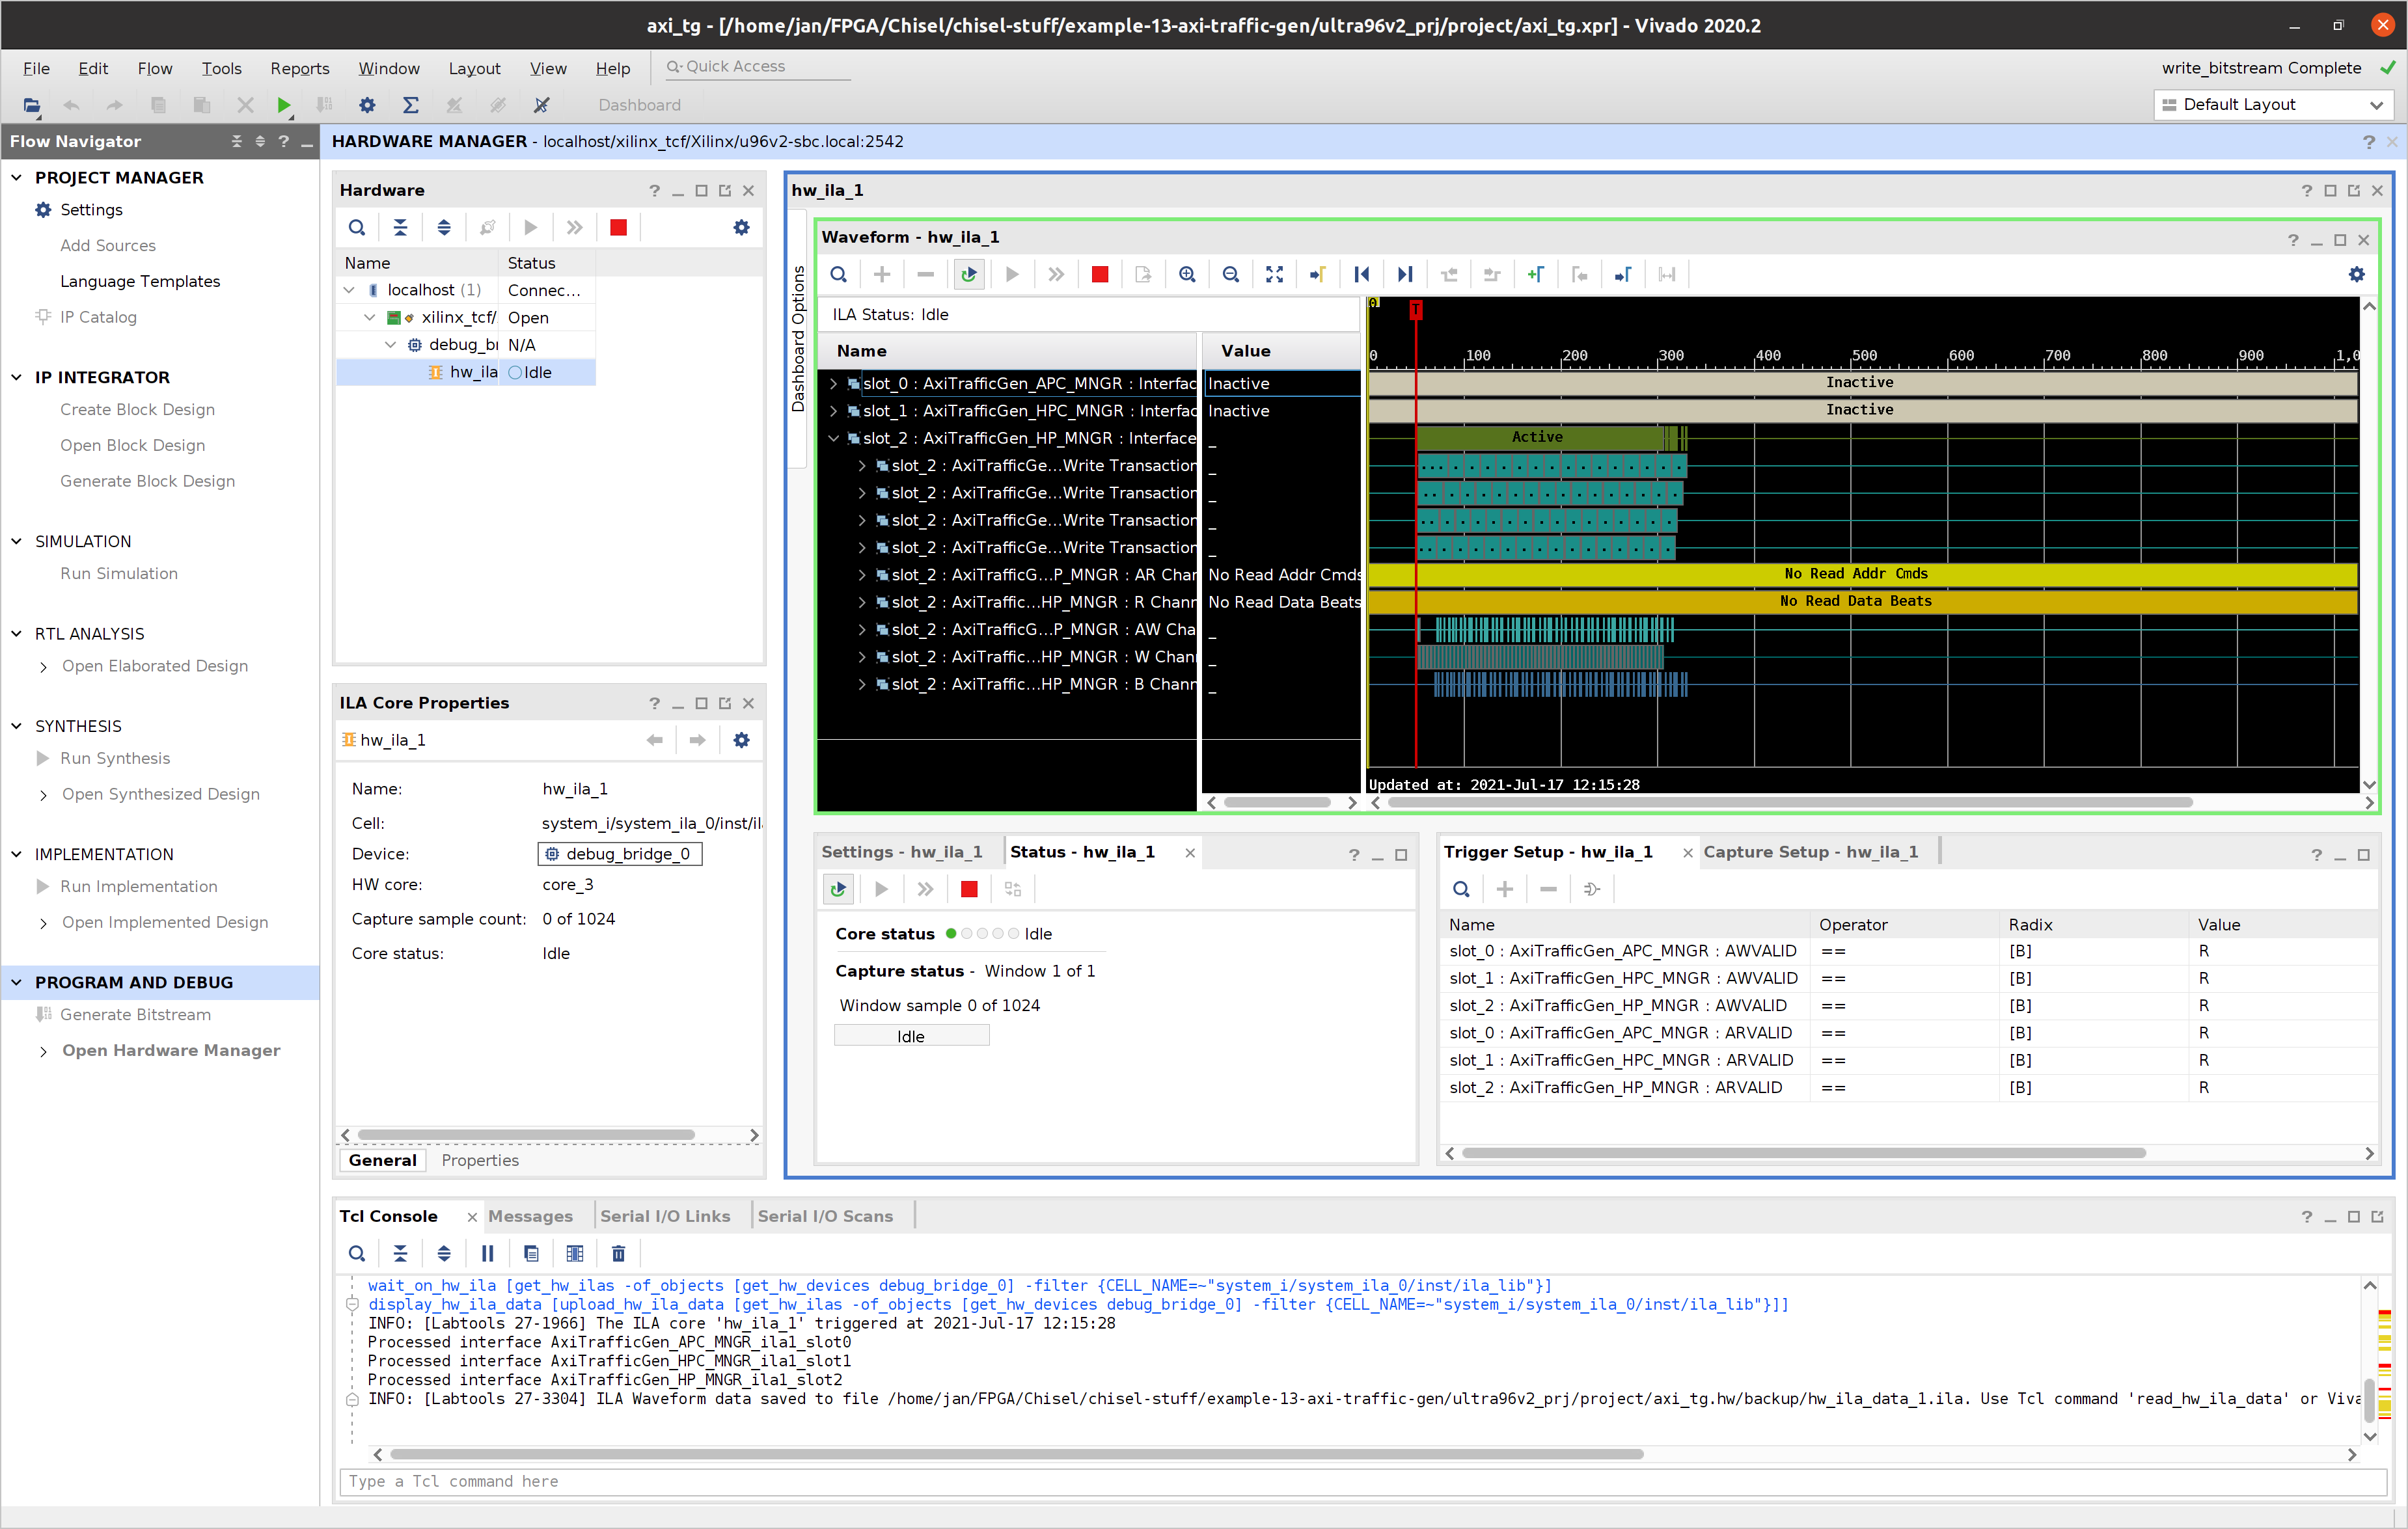 axi_tg - [/home/jan/FPGA/Chisel/chisel-stuff/example-13-axi-traffic-gen/ultra96v2_prj/project/axi_tg.xpr] - Vivado 2020.2
File Edit Flow Tools Reports Window Layout View Help Quick Access
write_bitstream Complete
Dashboard
Default Layout
Flow Navigator
PROJECT MANAGER
Settings
Add Sources
Language Templates
IP Catalog
IP INTEGRATOR
Create Block Design
Open Block Design
Generate Block Design
SIMULATION
Run Simulation
RTL ANALYSIS
Open Elaborated Design
SYNTHESIS
Run Synthesis
Open Synthesized Design
IMPLEMENTATION
Run Implementation
Open Implemented Design
PROGRAM AND DEBUG
Generate Bitstream
Open Hardware Manager
HARDWARE MANAGER - localhost/xilinx_tcf/Xilinx/u96v2-sbc.local:2542
Hardware
Name Status
localhost (1) Connec...
xilinx_tcf/ Open
debug_bi N/A
hw_ila Idle
ILA Core Properties
hw_ila_1
Name: hw_ila_1
Cell: system_i/system_ila_0/inst/il
Device: debug_bridge_0
HW core: core_3
Capture sample count: 0 of 1024
Core status: Idle
General Properties
hw_ila_1
Dashboard Options
Waveform - hw_ila_1
ILA Status: Idle
Name Value
0
T
0 100 200 300 400 500 600 700 800 900 1,0
slot_0 : AxiTrafficGen_APC_MNGR : Interfac Inactive Inactive
slot_1 : AxiTrafficGen_HPC_MNGR : Interfac Inactive Inactive
slot_2 : AxiTrafficGen_HP_MNGR : Interface _ Active
slot_2 : AxiTrafficGe...Write Transaction _
slot_2 : AxiTrafficGe...Write Transaction _
slot_2 : AxiTrafficGe...Write Transaction _
slot_2 : AxiTrafficGe...Write Transaction _
slot_2 : AxiTrafficG...P_MNGR : AR Char No Read Addr Cmds No Read Addr Cmds
slot_2 : AxiTraffic...HP_MNGR : R Chann No Read Data Beats No Read Data Beats
slot_2 : AxiTrafficG...P_MNGR : AW Cha _
slot_2 : AxiTraffic...HP_MNGR : W Chann _
slot_2 : AxiTraffic...HP_MNGR : B Chann _
Updated at: 2021-Jul-17 12:15:28
Settings - hw_ila_1 Status - hw_ila_1
Core status Idle
Capture status - Window 1 of 1
Window sample 0 of 1024
Idle
Trigger Setup - hw_ila_1 Capture Setup - hw_ila_1
Name Operator Radix Value
slot_0 : AxiTrafficGen_APC_MNGR : AWVALID == [B] R
slot_1 : AxiTrafficGen_HPC_MNGR : AWVALID == [B] R
slot_2 : AxiTrafficGen_HP_MNGR : AWVALID == [B] R
slot_0 : AxiTrafficGen_APC_MNGR : ARVALID == [B] R
slot_1 : AxiTrafficGen_HPC_MNGR : ARVALID == [B] R
slot_2 : AxiTrafficGen_HP_MNGR : ARVALID == [B] R
Tcl Console Messages Serial I/O Links Serial I/O Scans
wait_on_hw_ila [get_hw_ilas -of_objects [get_hw_devices debug_bridge_0] -filter {CELL_NAME=~"system_i/system_ila_0/inst/ila_lib"}]
display_hw_ila_data [upload_hw_ila_data [get_hw_ilas -of_objects [get_hw_devices debug_bridge_0] -filter {CELL_NAME=~"system_i/system_ila_0/inst/ila_lib"}]]
INFO: [Labtools 27-1966] The ILA core 'hw_ila_1' triggered at 2021-Jul-17 12:15:28
Processed interface AxiTrafficGen_APC_MNGR_ila1_slot0
Processed interface AxiTrafficGen_HPC_MNGR_ila1_slot1
Processed interface AxiTrafficGen_HP_MNGR_ila1_slot2
INFO: [Labtools 27-3304] ILA Waveform data saved to file /home/jan/FPGA/Chisel/chisel-stuff/example-13-axi-traffic-gen/ultra96v2_prj/project/axi_tg.hw/backup/hw_ila_data_1.ila. Use Tcl command 'read_hw_ila_data' or Viva
Type a Tcl command here